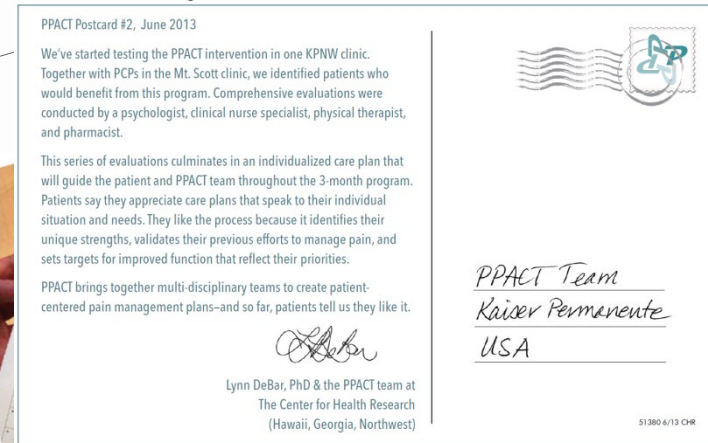 PPACT Postcard #2, June 2013
We've started testing the PPACT intervention in one KPNW clinic.
Together with PCPs in the Mt. Scott clinic, we identified patients who
would benefit from this program. Comprehensive evaluations were
conducted by a psychologist, clinical nurse specialist, physical therapist,
and pharmacist.
This series of evaluations culminates in an individualized care plan that
will guide the patient and PPACT team throughout the 3-month program.
Patients say they appreciate care plans that speak to their individual
situation and needs. They like the process because it identifies their
unique strengths, validates their previous efforts to manage pain, and
sets targets for improved function that reflect their priorities.
PPACT brings together multi-disciplinary teams to create patient-
centered pain management plans—and so far, patients tell us they like it.
LDeBar
Lynn DeBar, PhD & the PPACT team at
The Center for Health Research
(Hawaii, Georgia, Northwest)
PPACT Team
Kaiser Permanente
USA
51380 6/13 CHR